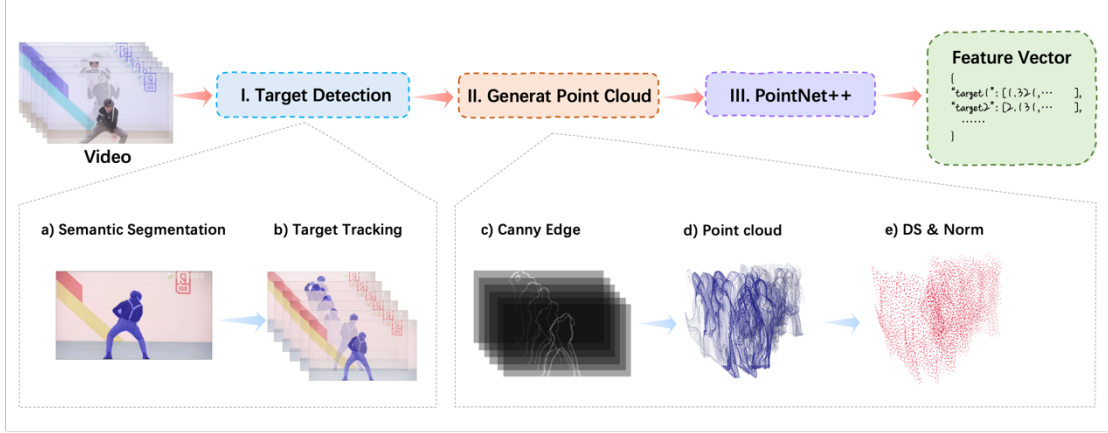 I. Target Detection
II. Generat Point Cloud
III. PointNet++
Feature Vector
{
"target1": [(.32(,··· ],
"target2": [2.(3(,··· ],
······
}
Video
a) Semantic Segmentation
b) Target Tracking
c) Canny Edge
d) Point cloud
e) DS & Norm